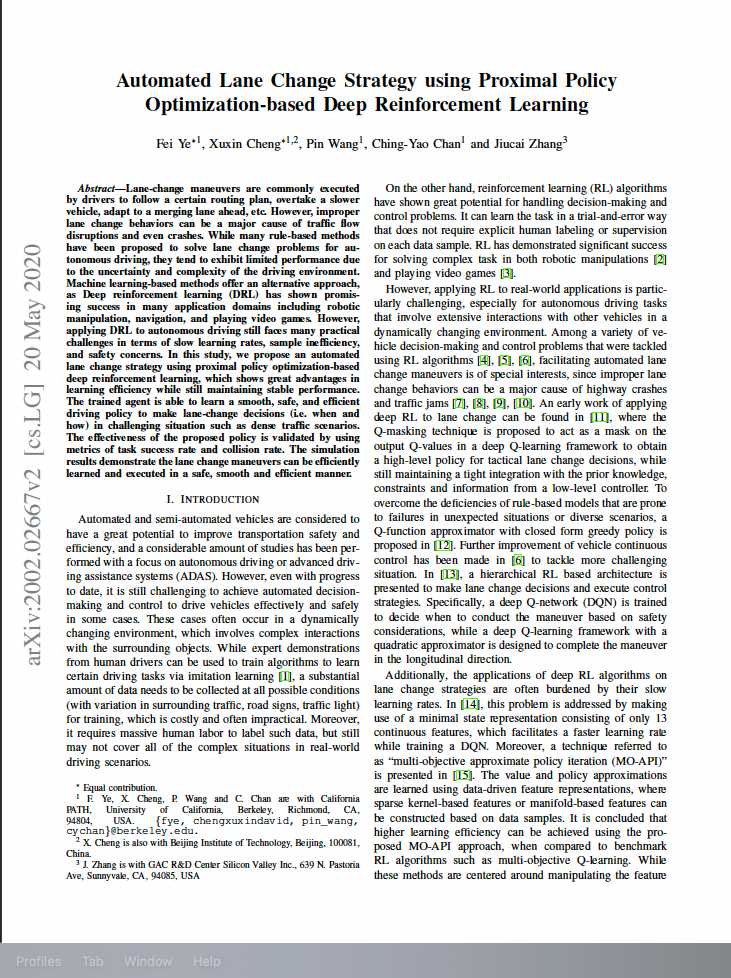 Automated Lane Change Strategy using Proximal Policy
Optimization-based Deep Reinforcement Learning
Fei Ye*1, Xuxin Cheng*1,2, Pin Wang1, Ching-Yao Chan1 and Jiucai Zhang3
arXiv:2002.02667v2 [cs.LG] 20 May 2020
Abstract—Lane-change maneuvers are commonly executed
by drivers to follow a certain routing plan, overtake a slower
vehicle, adapt to a merging lane ahead, etc. However, improper
lane change behaviors can be a major cause of traffic flow
disruptions and even crashes. While many rule-based methods
have been proposed to solve lane change problems for au-
tonomous driving, they tend to exhibit limited performance due
to the uncertainty and complexity of the driving environment.
Machine learning-based methods offer an alternative approach,
as Deep reinforcement learning (DRL) has shown promis-
ing success in many application domains including robotic
manipulation, navigation, and playing video games. However,
applying DRL to autonomous driving still faces many practical
challenges in terms of slow learning rates, sample inefficiency,
and safety concerns. In this study, we propose an automated
lane change strategy using proximal policy optimization-based
deep reinforcement learning, which shows great advantages in
learning efficiency while still maintaining stable performance.
The trained agent is able to learn a smooth, safe, and efficient
driving policy to make lane-change decisions (i.e. when and
how) in challenging situation such as dense traffic scenarios.
The effectiveness of the proposed policy is validated by using
metrics of task success rate and collision rate. The simulation
results demonstrate the lane change maneuvers can be efficiently
learned and executed in a safe, smooth and efficient manner.
I. INTRODUCTION
Automated and semi-automated vehicles are considered to
have a great potential to improve transportation safety and
efficiency, and a considerable amount of studies has been per-
formed with a focus on autonomous driving or advanced driv-
ing assistance systems (ADAS). However, even with progress
to date, it is still challenging to achieve automated decision-
making and control to drive vehicles effectively and safely
in some cases. These cases often occur in a dynamically
changing environment, which involves complex interactions
with the surrounding objects. While expert demonstrations
from human drivers can be used to train algorithms to learn
certain driving tasks via imitation learning [1], a substantial
amount of data needs to be collected at all possible conditions
(with variation in surrounding traffic, road signs, traffic light)
for training, which is costly and often impractical. Moreover,
it requires massive human labor to label such data, but still
may not cover all of the complex situations in real-world
driving scenarios.
* Equal contribution.
1 F. Ye, X. Cheng, P. Wang and C. Chan are with California
PATH, University of California, Berkeley, Richmond, CA,
94804, USA. {fye, chengxuxindavid, pin_wang,
cychan}@berkeley.edu.
2 X. Cheng is also with Beijing Institute of Technology, Beijing, 100081,
China.
3 J. Zhang is with GAC R&D Center Silicon Valley Inc., 639 N. Pastoria
Ave, Sunnyvale, CA, 94085, USA
On the other hand, reinforcement learning (RL) algorithms
have shown great potential for handling decision-making and
control problems. It can learn the task in a trial-and-error way
that does not require explicit human labeling or supervision
on each data sample. RL has demonstrated significant success
for solving complex task in both robotic manipulations [2]
and playing video games [3].
However, applying RL to real-world applications is partic-
ularly challenging, especially for autonomous driving tasks
that involve extensive interactions with other vehicles in a
dynamically changing environment. Among a variety of ve-
hicle decision-making and control problems that were tackled
using RL algorithms [4], [5], [6], facilitating automated lane
change maneuvers is of special interests, since improper lane
change behaviors can be a major cause of highway crashes
and traffic jams [7], [8], [9], [10]. An early work of applying
deep RL to lane change can be found in [11], where the
Q-masking technique is proposed to act as a mask on the
output Q-values in a deep Q-learning framework to obtain
a high-level policy for tactical lane change decisions, while
still maintaining a tight integration with the prior knowledge,
constraints and information from a low-level controller. To
overcome the deficiencies of rule-based models that are prone
to failures in unexpected situations or diverse scenarios, a
Q-function approximator with closed form greedy policy is
proposed in [12]. Further improvement of vehicle continuous
control has been made in [6] to tackle more challenging
situation. In [13], a hierarchical RL based architecture is
presented to make lane change decisions and execute control
strategies. Specifically, a deep Q-network (DQN) is trained
to decide when to conduct the maneuver based on safety
considerations, while a deep Q-learning framework with a
quadratic approximator is designed to complete the maneuver
in the longitudinal direction.
Additionally, the applications of deep RL algorithms on
lane change strategies are often burdened by their slow
learning rates. In [14], this problem is addressed by making
use of a minimal state representation consisting of only 13
continuous features, which facilitates a faster learning rate
while training a DQN. Moreover, a technique referred to
as “multi-objective approximate policy iteration (MO-API)”
is presented in [15]. The value and policy approximations
are learned using data-driven feature representations, where
sparse kernel-based features or manifold-based features can
be constructed based on data samples. It is concluded that
higher learning efficiency can be achieved using the pro-
posed MO-API approach, when compared to benchmark
RL algorithms such as multi-objective Q-learning. While
these methods are centered around manipulating the feature
Profiles Tab Window Help